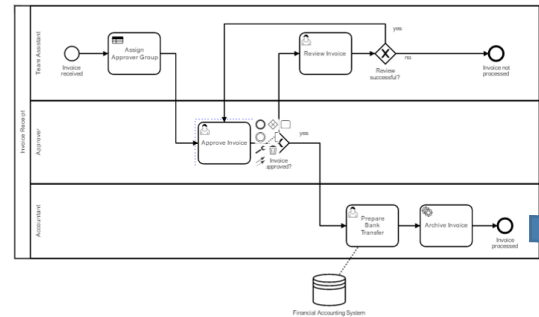 Invoice Receipt
Team Assistant
Invoice
received
Assign
Approver Group
Review Invoice
yes
Review
successful?
no
Invoice not
processed
Approver
Approve Invoice
Invoice
approved?
yes
Accountant
Prepare
Bank
Transfer
Archive Invoice
Invoice
processed
Financial Accounting System